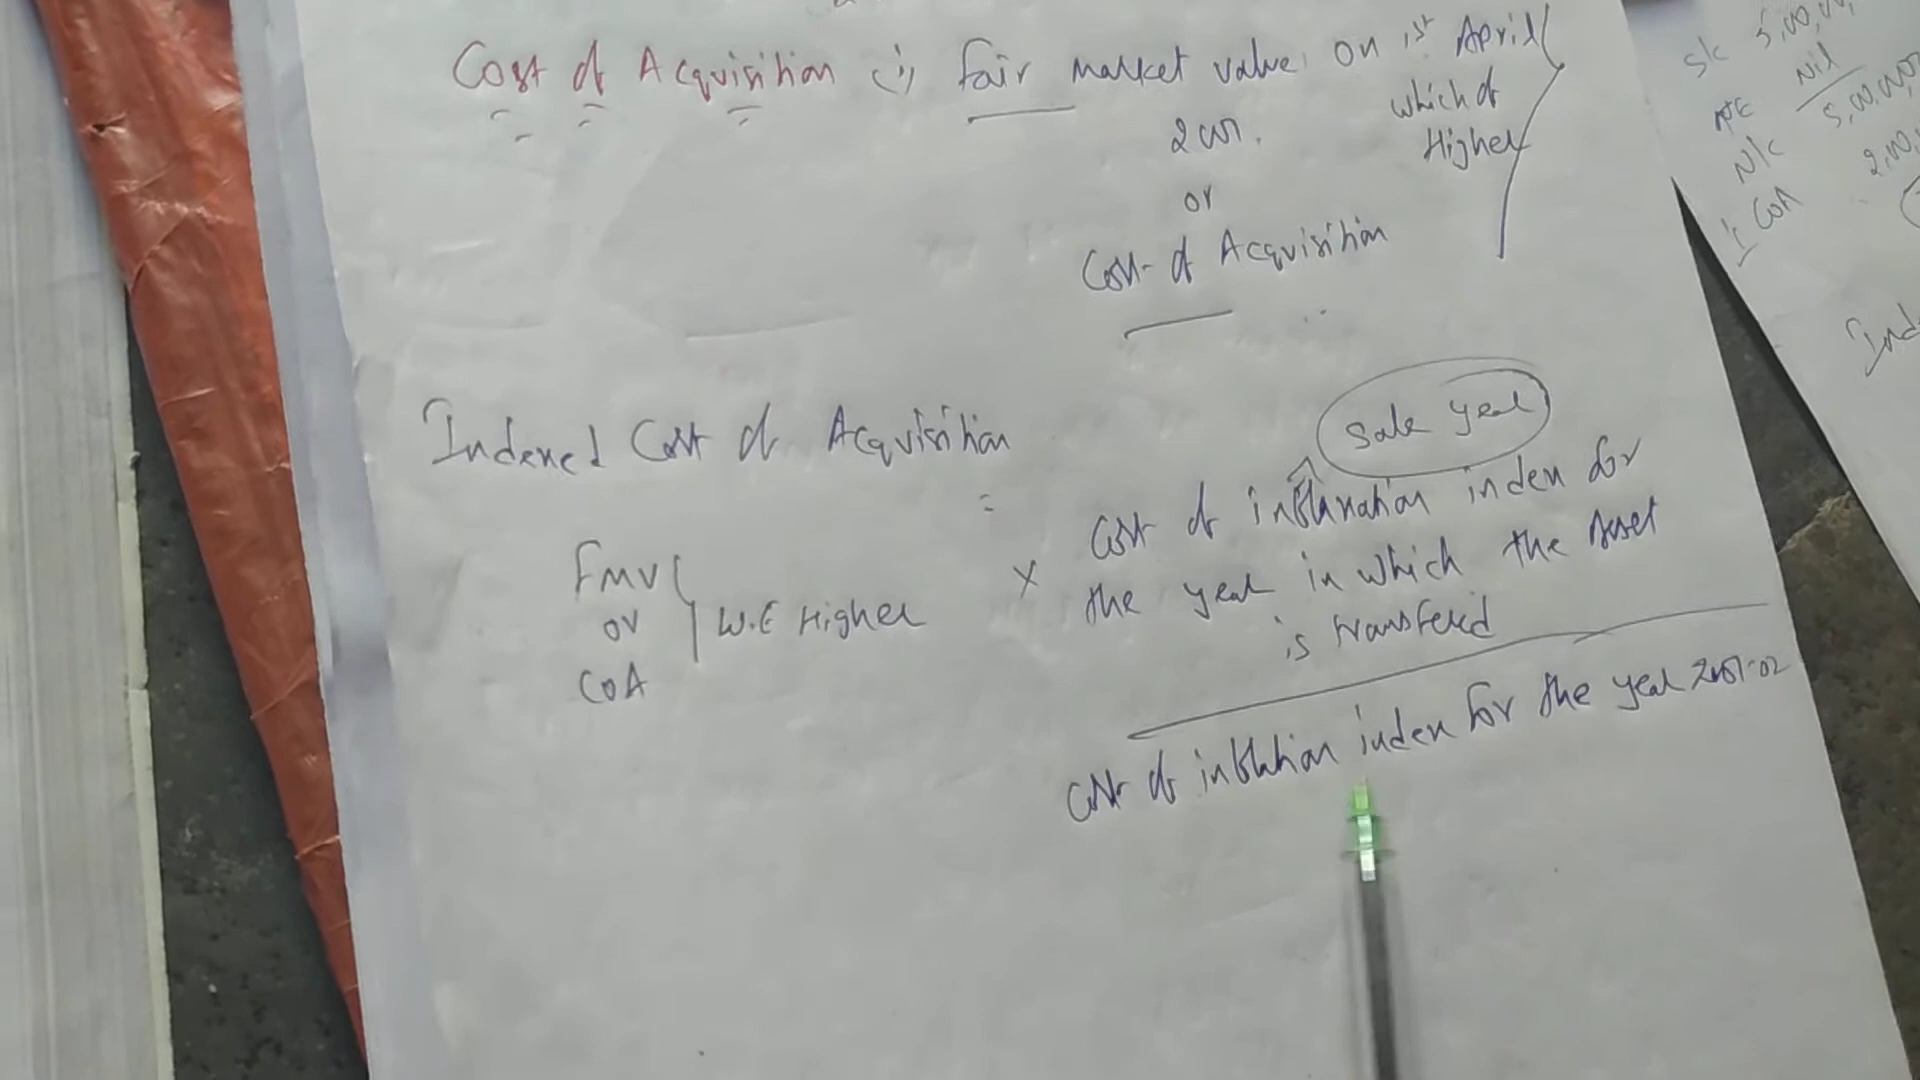 Cost of Acquisition (i) fair market value on 1st April
2001.
which of
Higher
or
Cost of Acquisition
Indexed Cost of Acquisition
=
sale year
FMV
or
COA
W.E Higher
X
Cost of inflanation index for
the year in which the Asset
is transfered
Cost of inflation index for the year 2001-02
S/C 5,00,00,
Nil
N/C 5,00,000
COA 2,00,
Ind